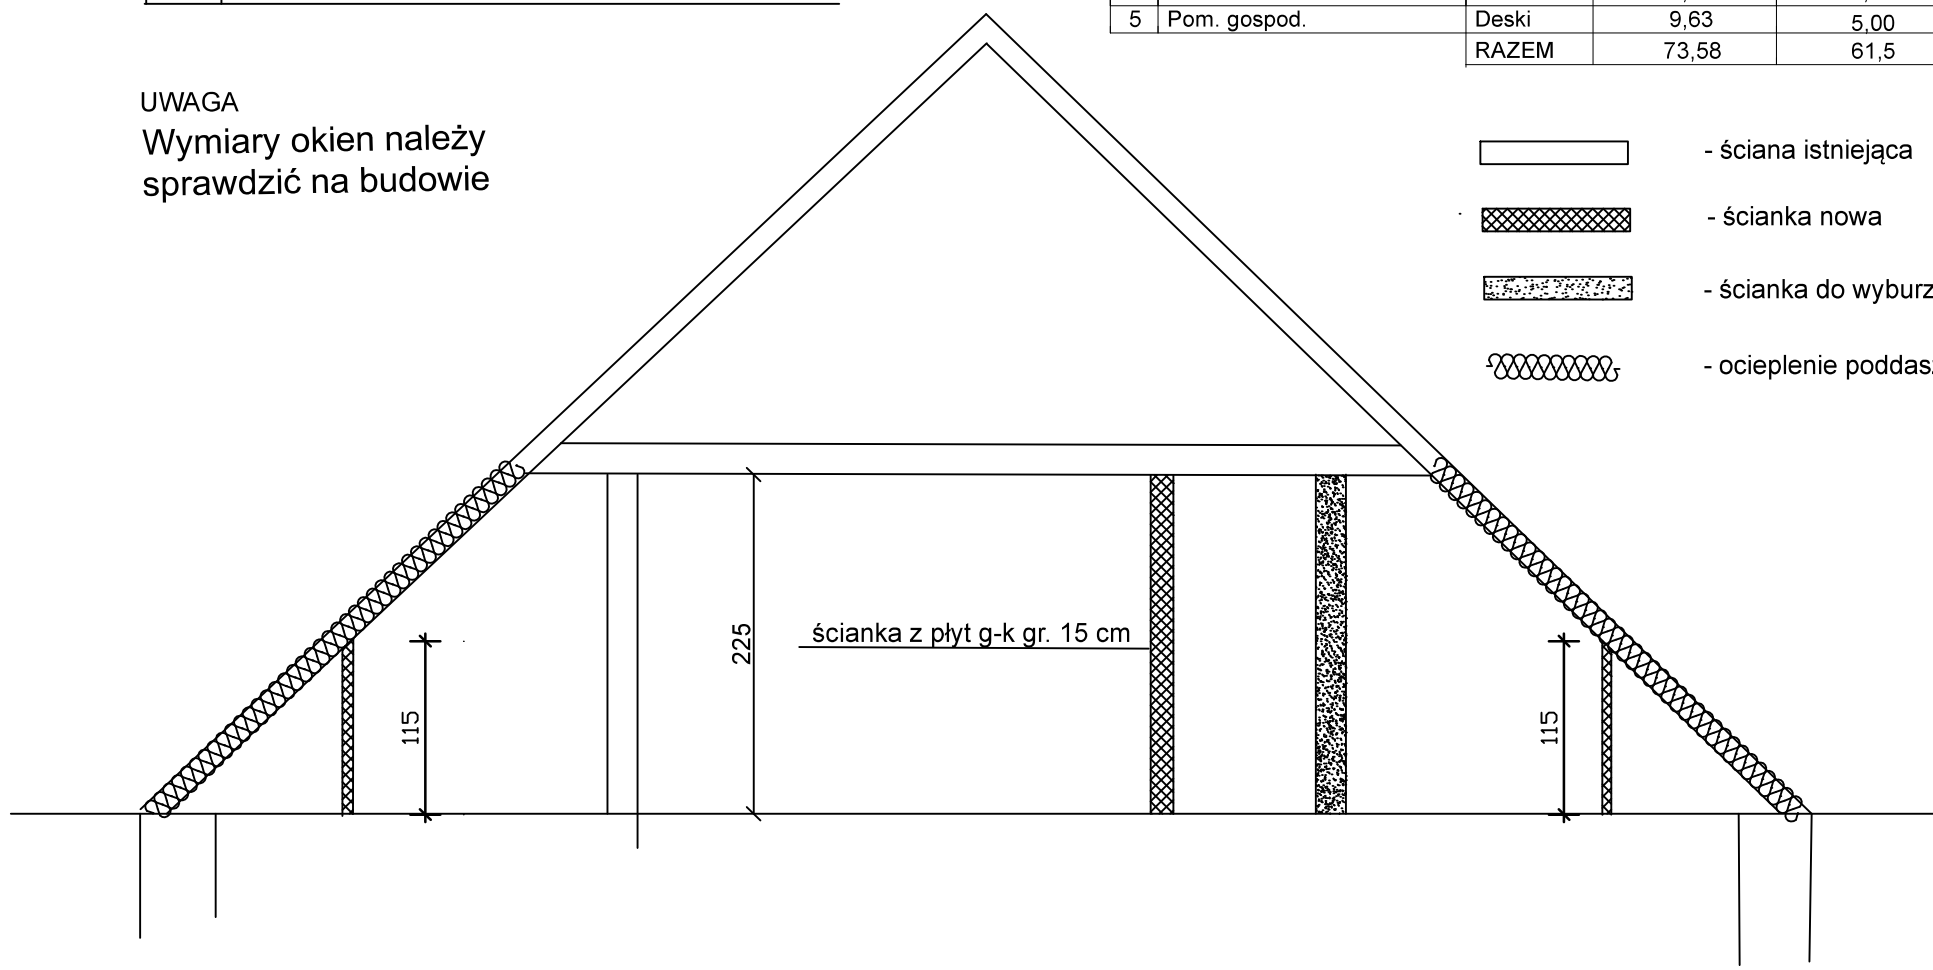 5 Pom. gospod. Deski 9,63 5,00
RAZEM 73,58 61,5
UWAGA
Wymiary okien należy
sprawdzić na budowie
- ściana istniejąca
- ścianka nowa
- ścianka do wyburz
- ocieplenie poddasz
225
ścianka z płyt g-k gr. 15 cm
115
115